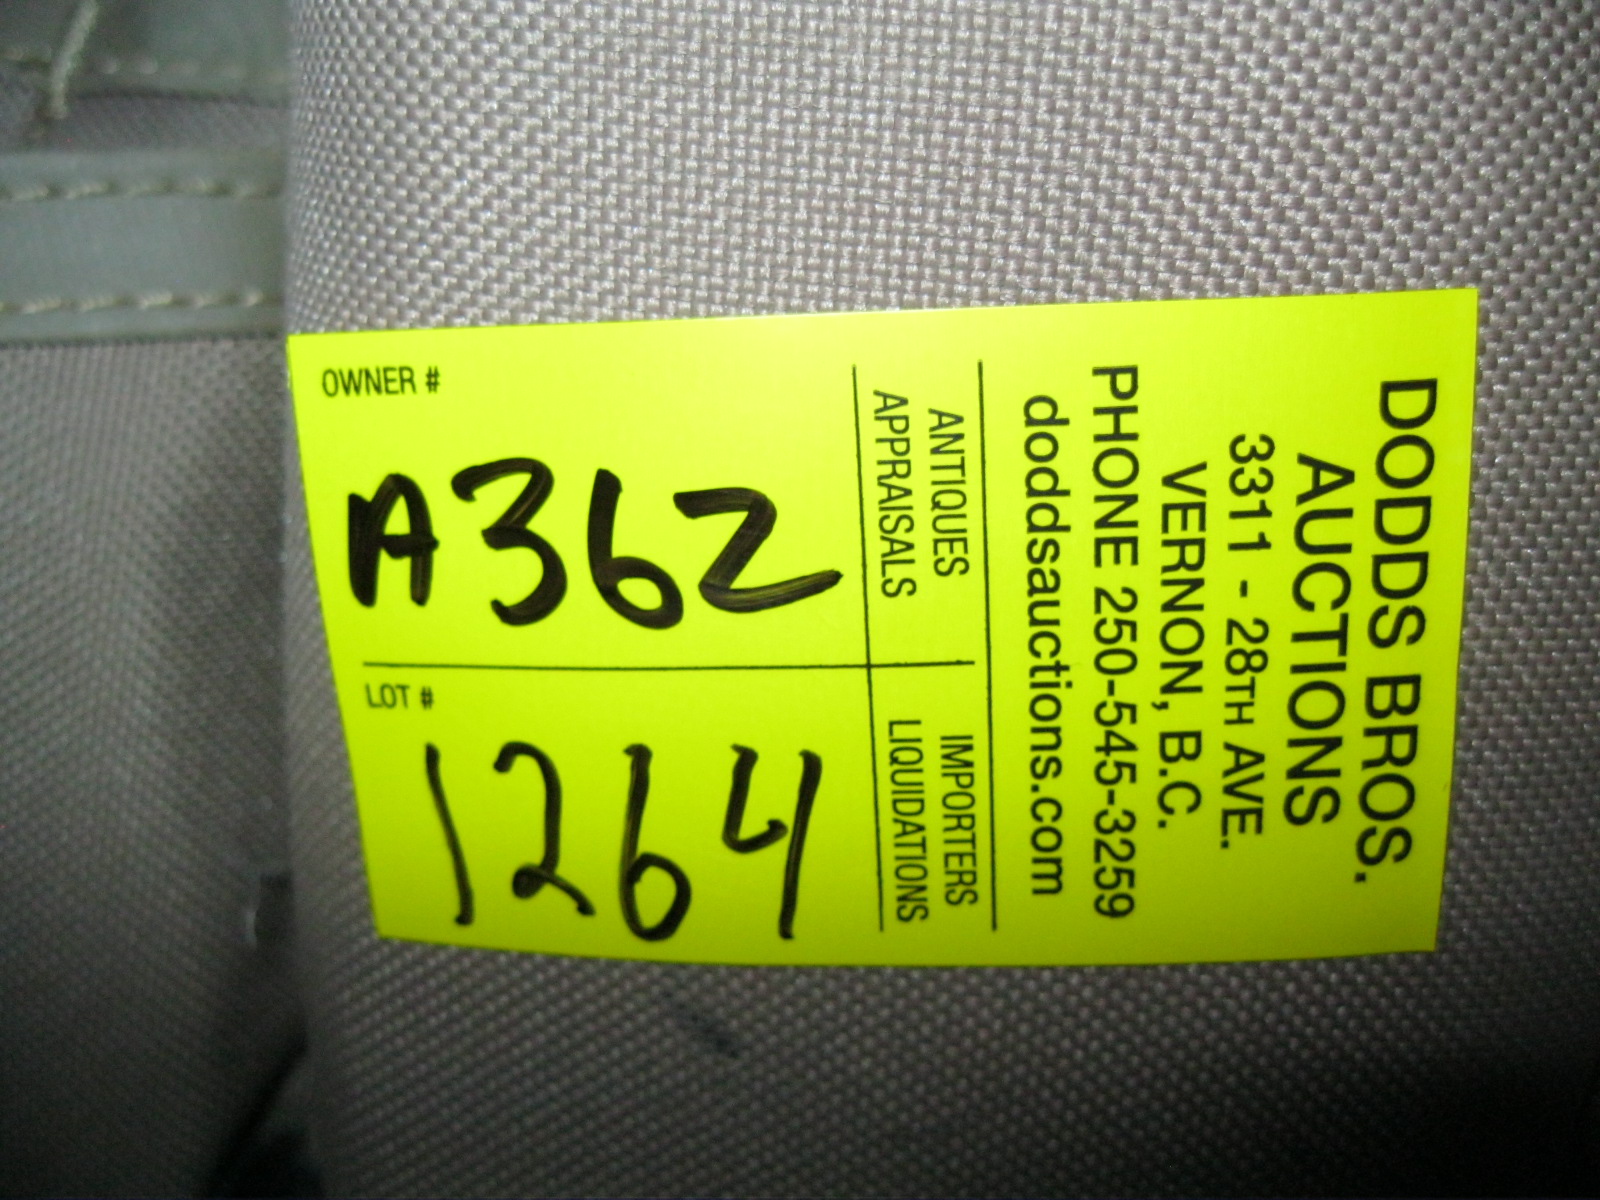 DODDS BROS.
AUCTIONS
3311 - 28TH AVE.
VERNON, B.C.
PHONE 250-545-3259
doddsauctions.com
ANTIQUES
APPRAISALS
IMPORTERS
LIQUIDATIONS
OWNER #
A362
LOT #
1264